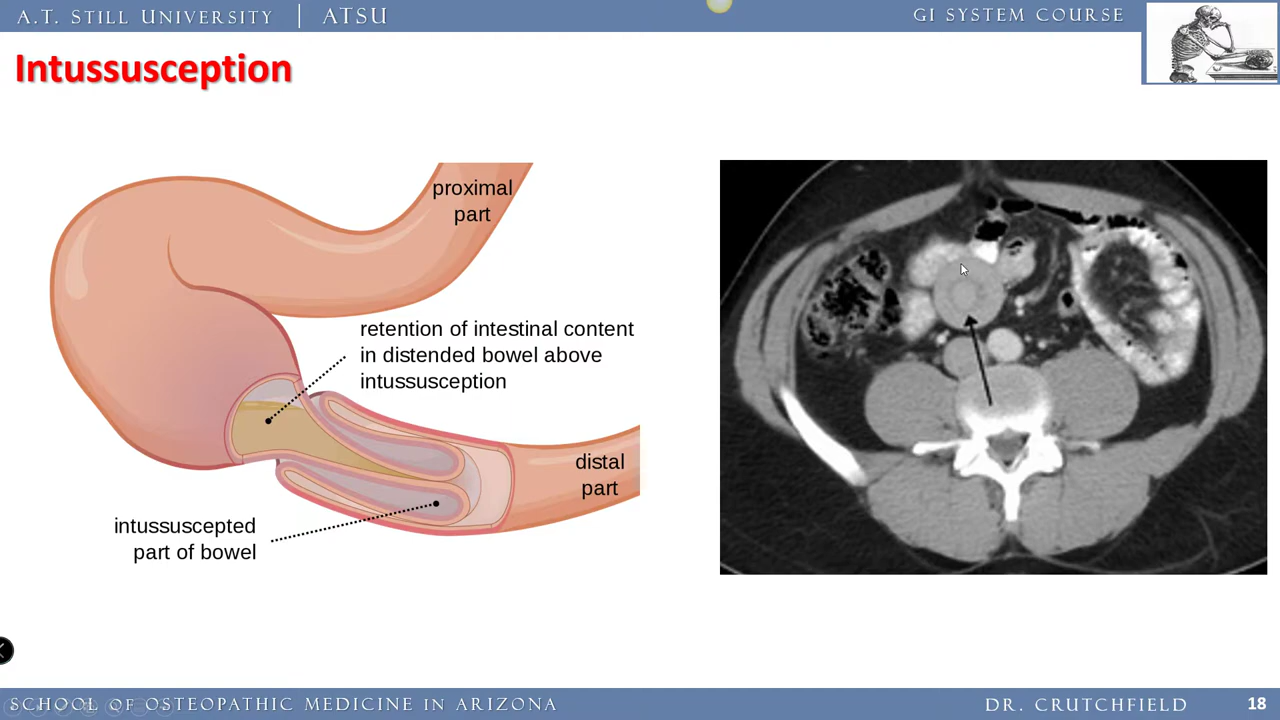 A.T. STILL UNIVERSITY | ATSU
GI SYSTEM COURSE
Intussusception
proximal
part
retention of intestinal content
in distended bowel above
intussusception
distal
part
intussuscepted
part of bowel
SCHOOL OF OSTEOPATHIC MEDICINE IN ARIZONA
DR. CRUTCHFIELD
18